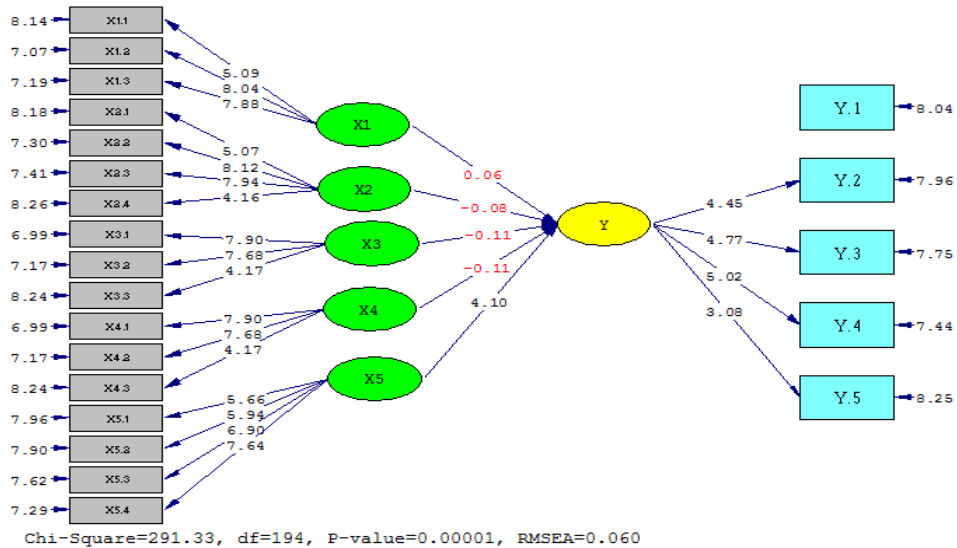 8.14 X1.1
7.07 X1.2
7.19 X1.3
8.18 X2.1
7.30 X2.2
7.41 X2.3
8.26 X2.4
6.99 X3.1
7.17 X3.2
8.24 X3.3
6.99 X4.1
7.17 X4.2
8.24 X4.3
7.96 X5.1
7.90 X5.2
7.62 X5.3
7.29 X5.4
5.09
8.04
7.88
5.07
8.12
7.94
4.16
7.90
7.68
4.17
7.90
7.68
4.17
5.66
5.94
6.90
7.64
X1
X2
X3
X4
X5
0.06
-0.08
-0.11
-0.11
4.10
Y
4.45
4.77
5.02
3.08
Y.1 8.04
Y.2 7.96
Y.3 7.75
Y.4 7.44
Y.5 8.25
Chi-Square=291.33, df=194, P-value=0.00001, RMSEA=0.060